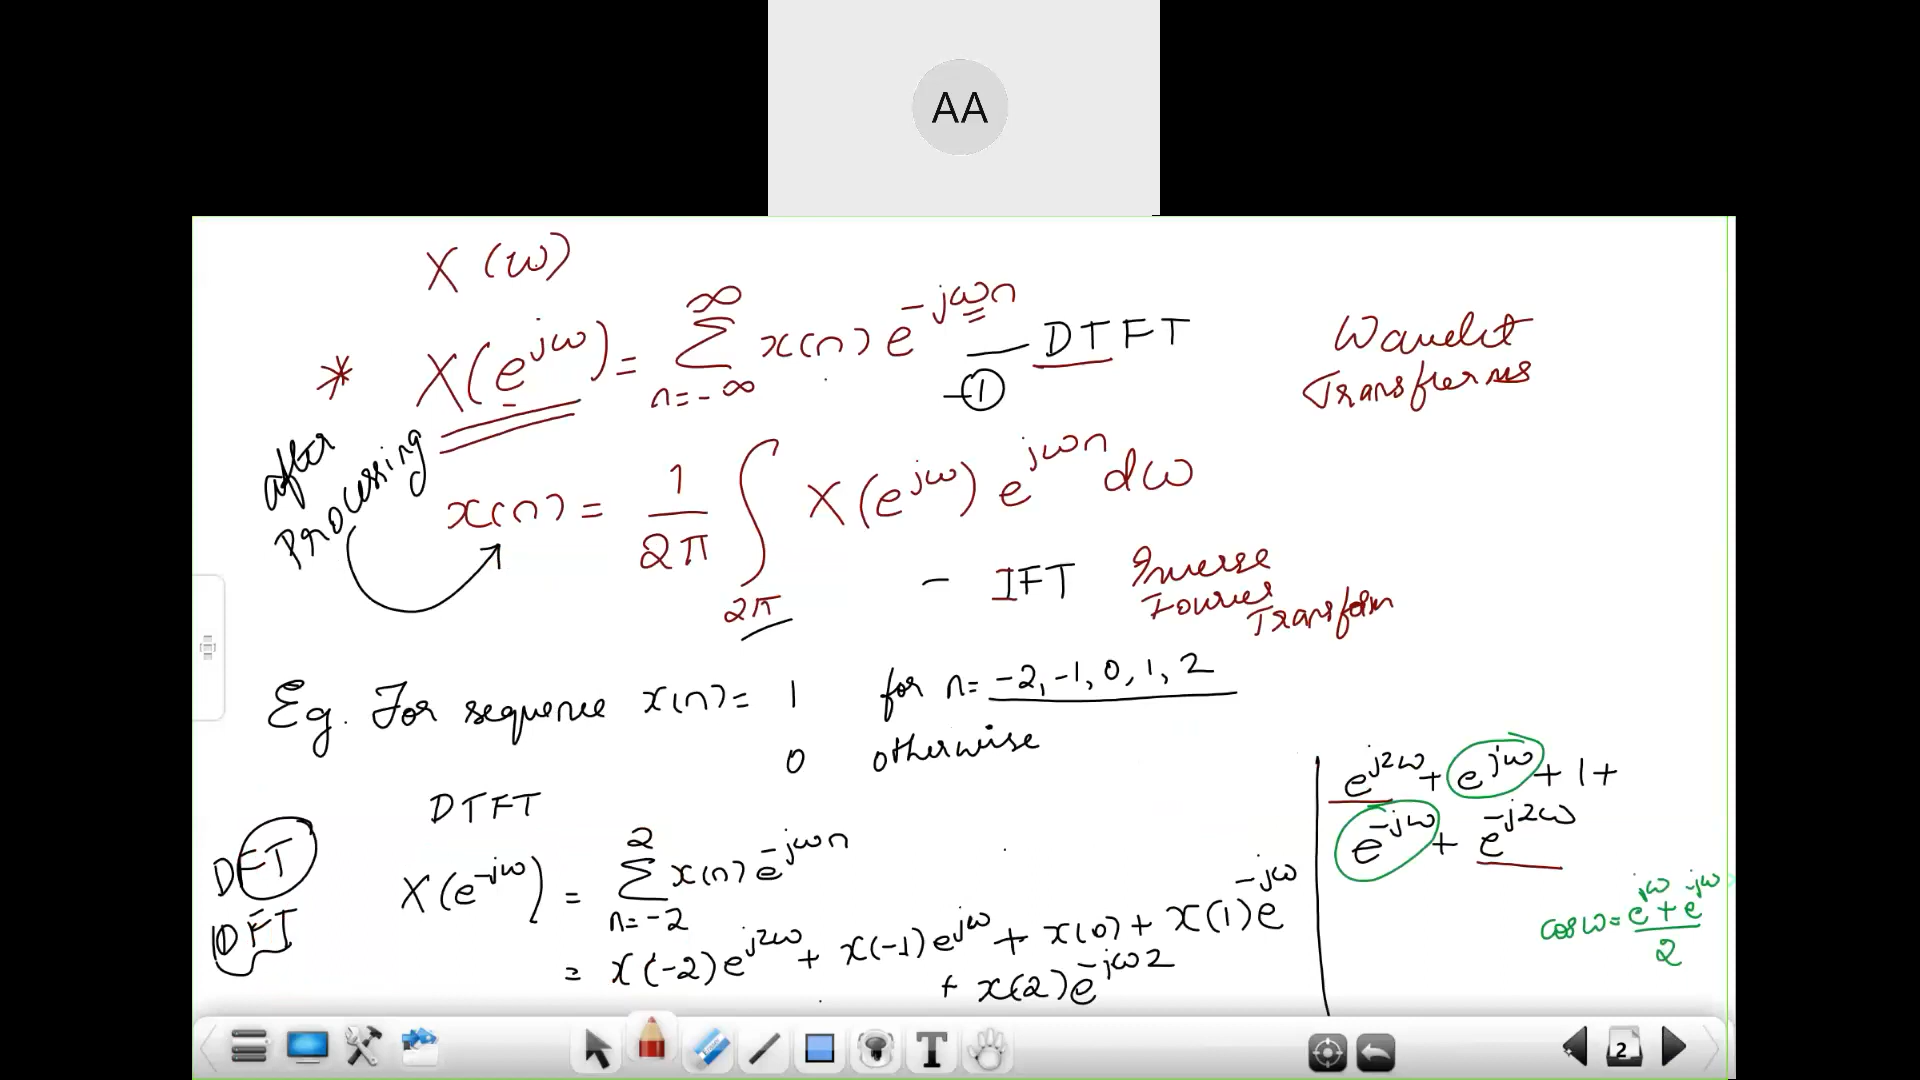 AA
X(ω)
* X(e^{jω}) = Σ_{n=-∞}^{∞} x(n) e^{-jωn} — DTFT
—①
Wavelet
Transforms
after
Processing
x(n) = 1/2π ∫_{2π} X(e^{jω}) e^{jωn} dω
- IFT Inverse
Fourier
Transform
Eg. For sequence x(n) = 1 for n = -2, -1, 0, 1, 2
0 otherwise
DTFT
DFT
DFT
X(e^{-jω}) = Σ_{n=-2}^{2} x(n) e^{-jωn}
= x(-2)e^{j2ω} + x(-1)e^{jω} + x(0) + x(1)e^{-jω}
+ x(2)e^{-jω2}
e^{j2ω} + e^{jω} + 1 +
e^{-jω} + e^{-j2ω}
cosω = (e^{jω} + e^{-jω})/2
T
2